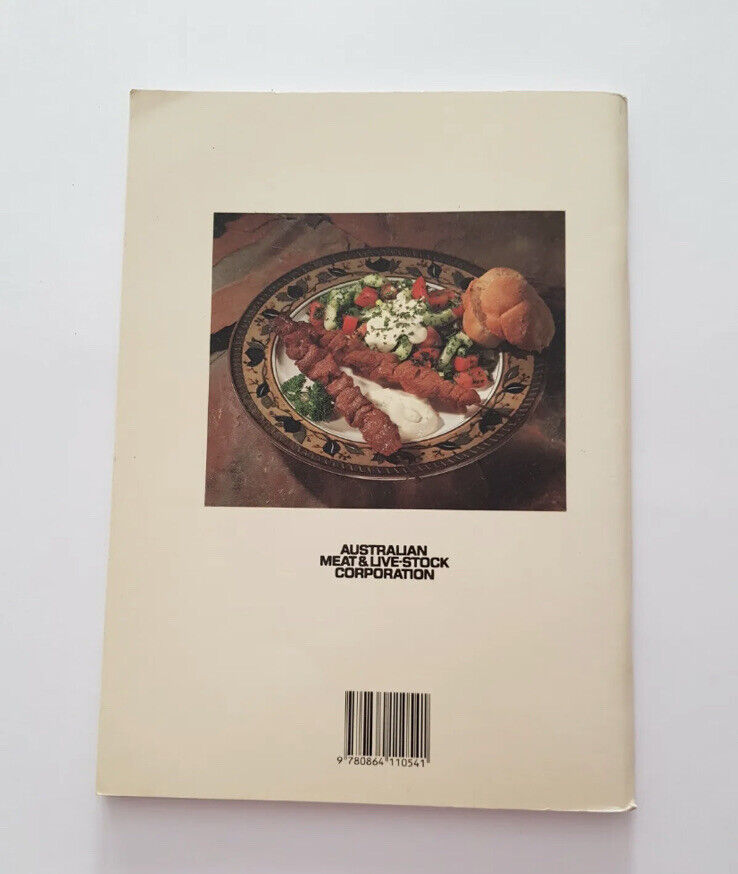 AUSTRALIAN
MEAT & LIVE-STOCK
CORPORATION
9 780864 110541